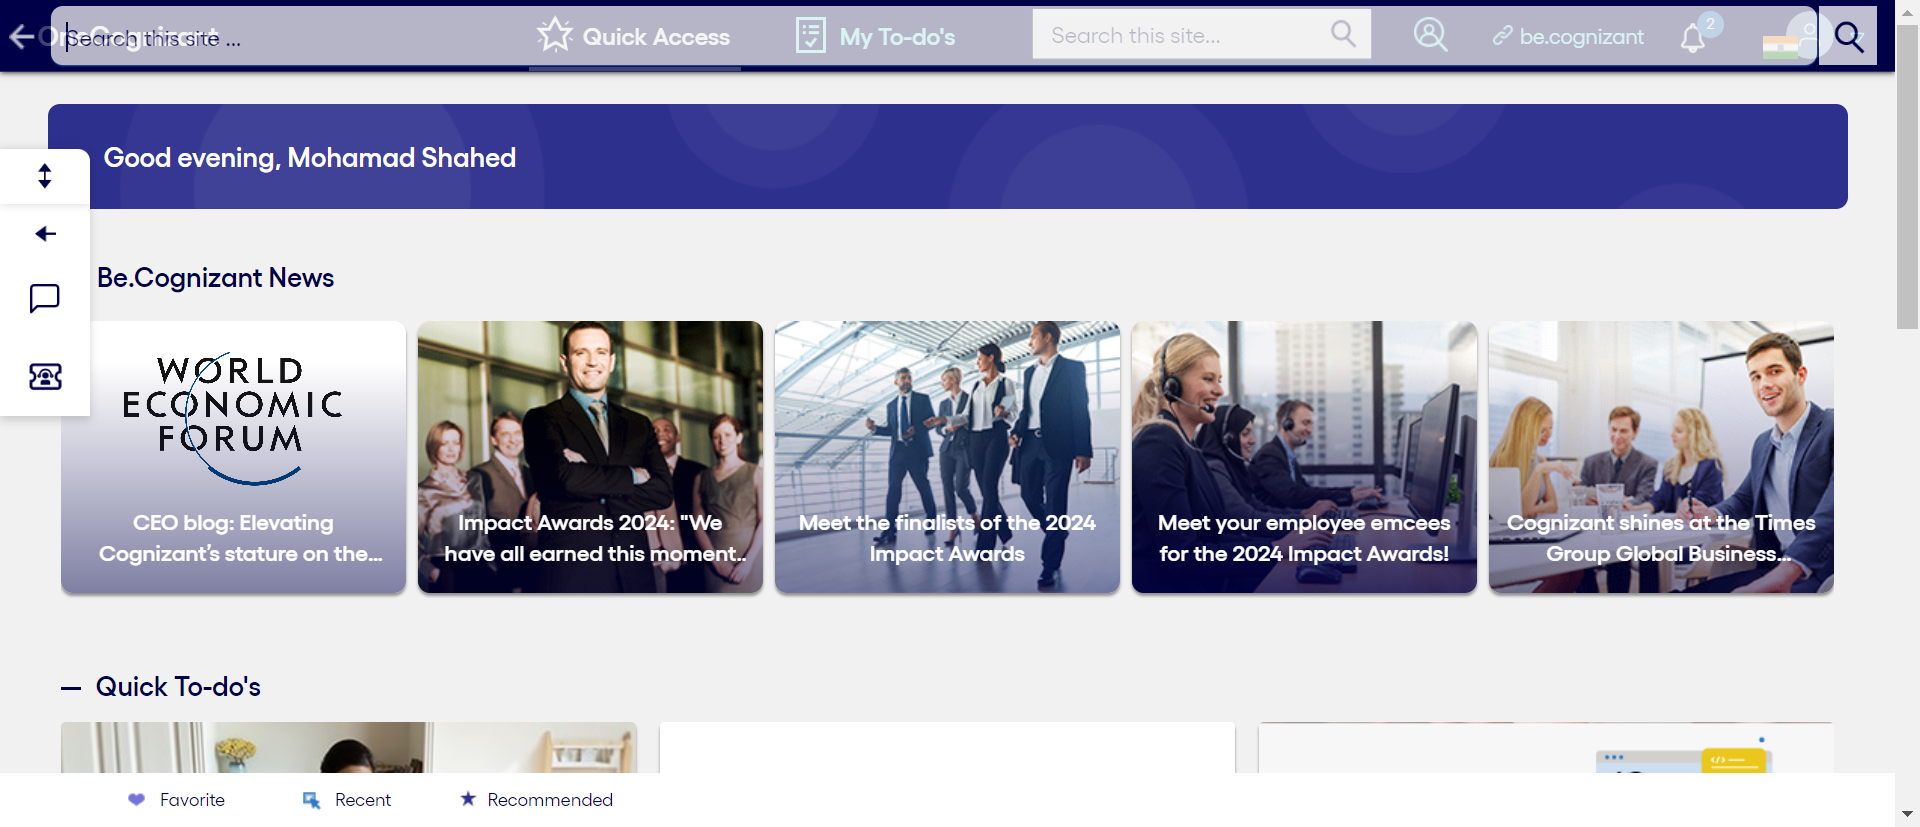 OneCognizant
Search this site ...
Quick Access
My To-do's
Search this site...
be.cognizant
2
Good evening, Mohamad Shahed
Be.Cognizant News
WORLD
ECONOMIC
FORUM
CEO blog: Elevating
Cognizant’s stature on the...
Impact Awards 2024: "We
have all earned this moment..
Meet the finalists of the 2024
Impact Awards
Meet your employee emcees
for the 2024 Impact Awards!
Cognizant shines at the Times
Group Global Business...
Quick To-do's
Favorite
Recent
Recommended